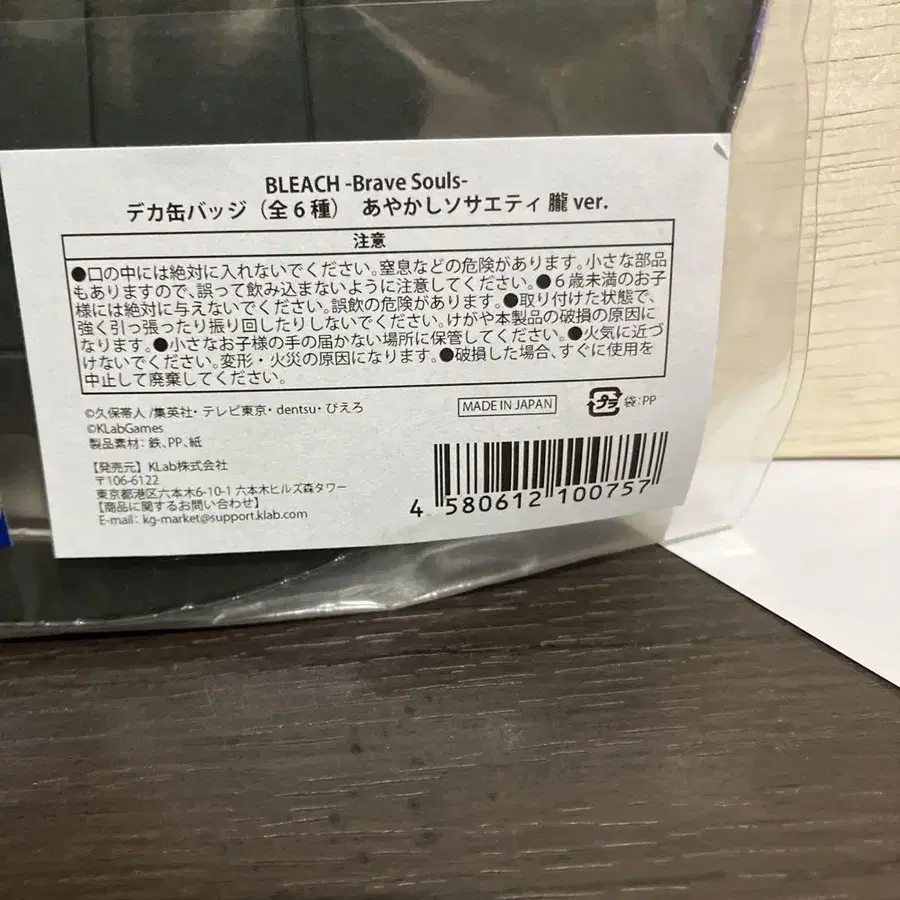 BLEACH -Brave Souls-
デカ缶バッジ（全6種） あやかしソサエティ 朧 ver.
注意
●口の中には絶対に入れないでください。窒息などの危険があります。小さな部品
もありますので、誤って飲み込まないように注意してください。●6歳未満のお子
様には絶対に与えないでください。誤飲の危険があります。●取り付けた状態で、
強く引っ張ったり振り回したりしないでください。けがや本製品の破損の原因に
なります。●小さなお子様の手の届かない場所に保管してください。●火気に近づ
けないでください。変形・火災の原因になります。●破損した場合、すぐに使用を
中止して廃棄してください。
©久保帯人/集英社・テレビ東京・dentsu・ぴえろ
©KLabGames
製品素材：鉄、PP、紙
MADE IN JAPAN
プラ 袋：PP
【発売元】KLab株式会社
〒106-6122
東京都港区六本木6-10-1 六本木ヒルズ森タワー
【商品に関するお問い合わせ】
E-mail：kg-market@support.klab.com
4 580612 100757